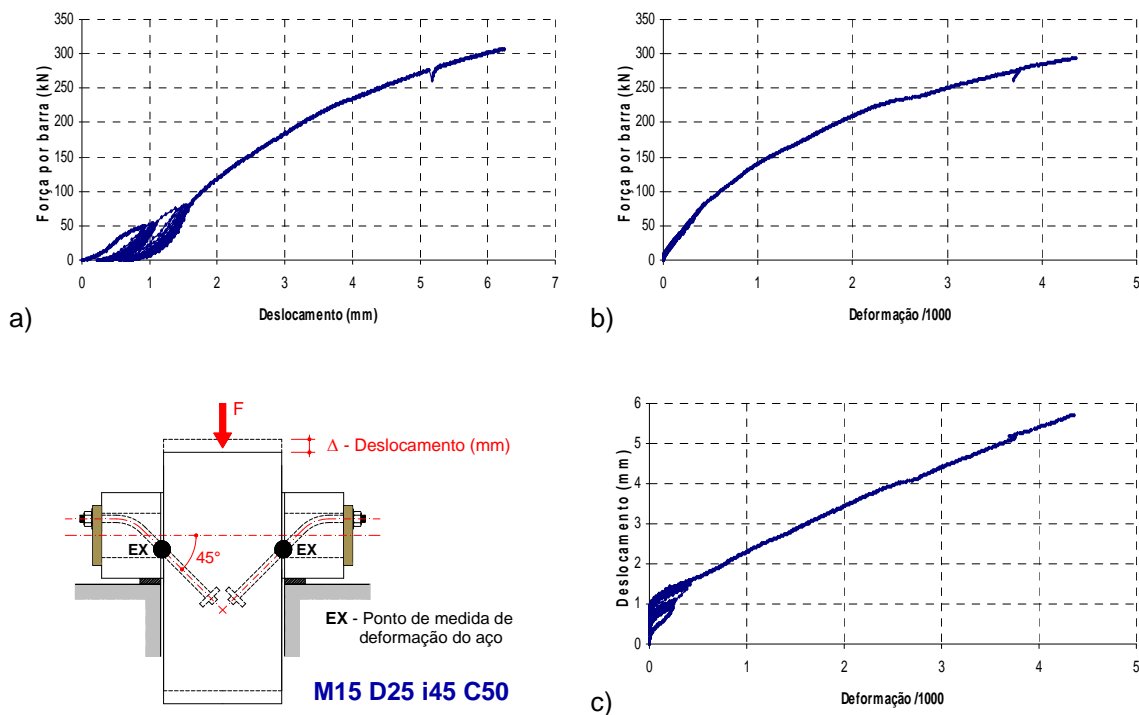 350
300
250
200
150
100
50
0
Força por barra (kN)
0 1 2 3 4 5 6 7
Deslocamento (mm)
a)
350
300
250
200
150
100
50
0
Força por barra (kN)
0 1 2 3 4 5
Deformação /1000
b)
F
Δ - Deslocamento (mm)
EX
EX
45°
EX - Ponto de medida de
deformação do aço
M15 D25 i45 C50
6
5
4
3
2
1
0
Deslocamento (mm)
0 1 2 3 4 5
Deformação /1000
c)